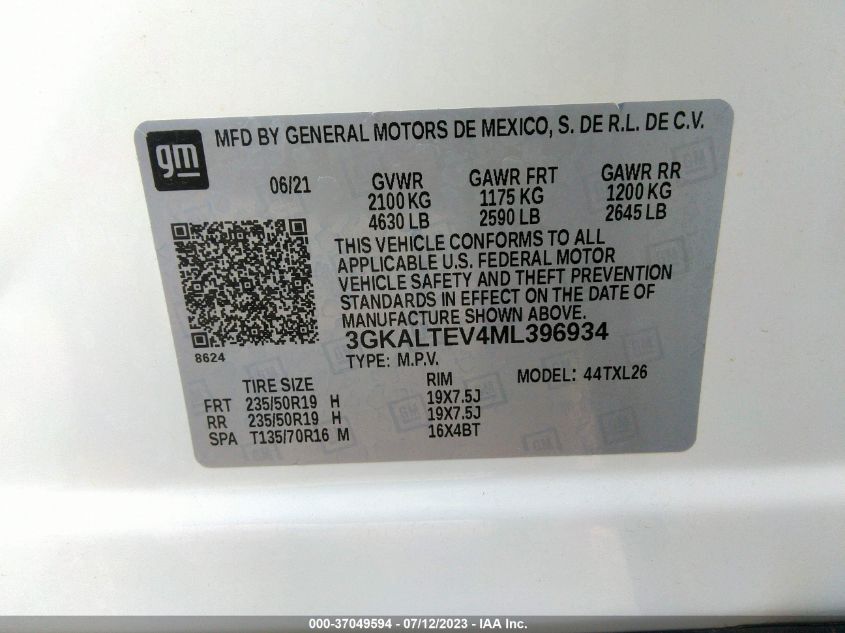 gm
MFD BY GENERAL MOTORS DE MEXICO, S. DE R.L. DE C.V.
06/21 GVWR GAWR FRT GAWR RR
2100 KG 1175 KG 1200 KG
4630 LB 2590 LB 2645 LB
THIS VEHICLE CONFORMS TO ALL
APPLICABLE U.S. FEDERAL MOTOR
VEHICLE SAFETY AND THEFT PREVENTION
STANDARDS IN EFFECT ON THE DATE OF
MANUFACTURE SHOWN ABOVE.
3GKALTEV4ML396934
8624
TYPE: M.P.V.
TIRE SIZE RIM MODEL: 44TXL26
FRT 235/50R19 H 19X7.5J
RR 235/50R19 H 19X7.5J
SPA T135/70R16 M 16X4BT
GM
GM
GM
000-37049594 - 07/12/2023 - IAA Inc.